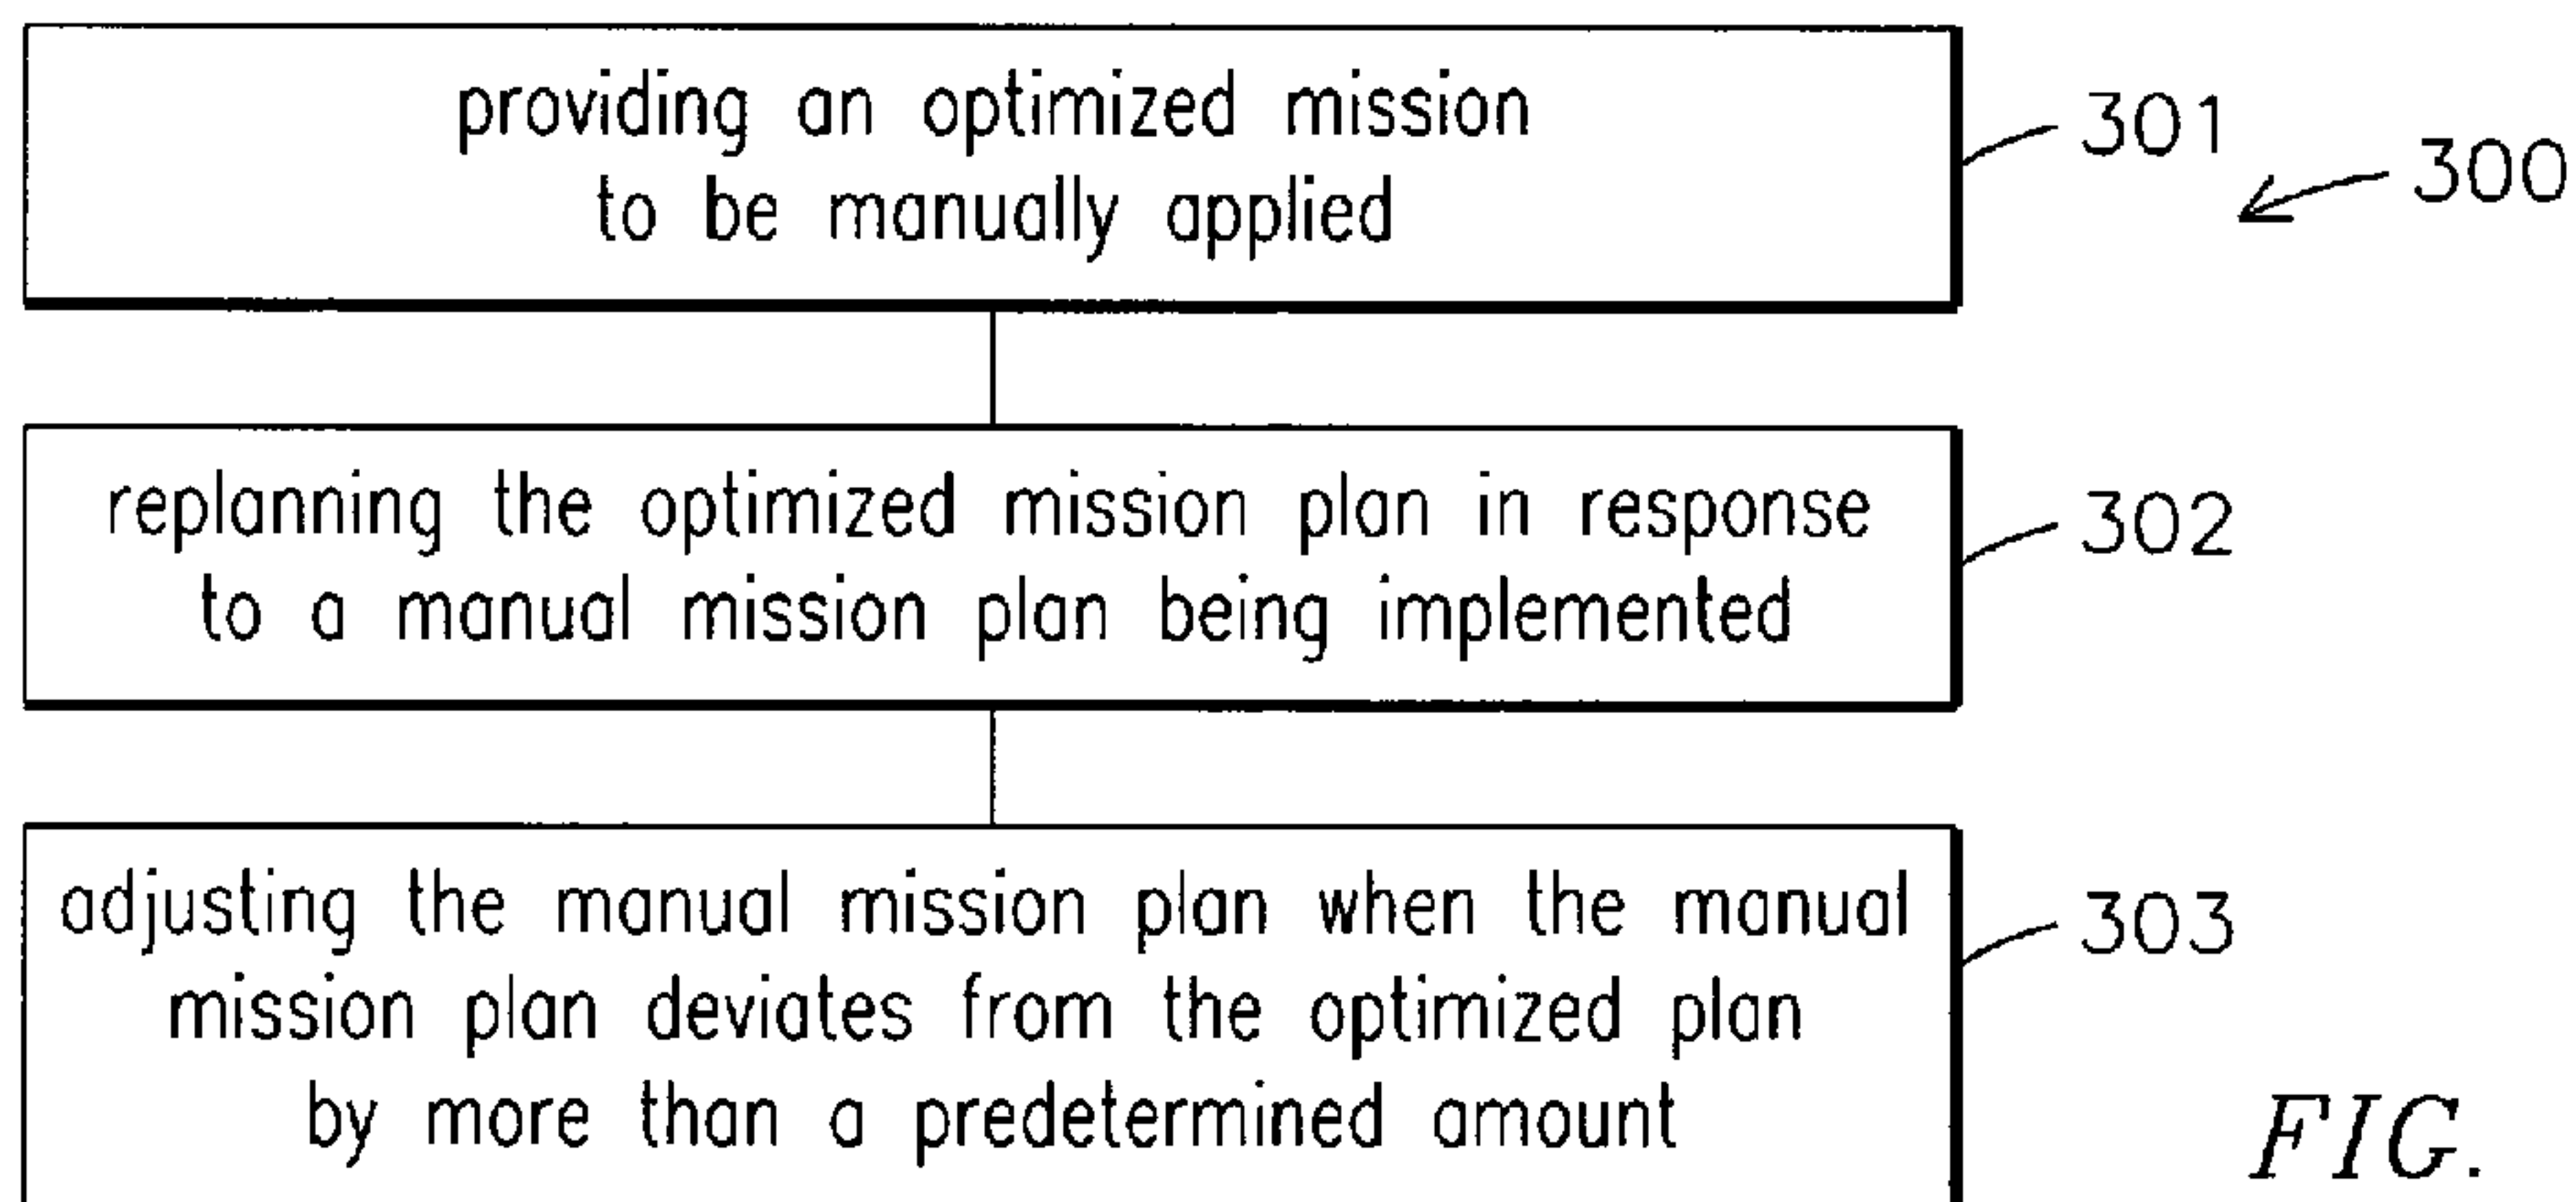 providing an optimized mission
to be manually applied
301
300
replanning the optimized mission plan in response
to a manual mission plan being implemented
302
adjusting the manual mission plan when the manual
mission plan deviates from the optimized plan
by more than a predetermined amount
303
FIG.